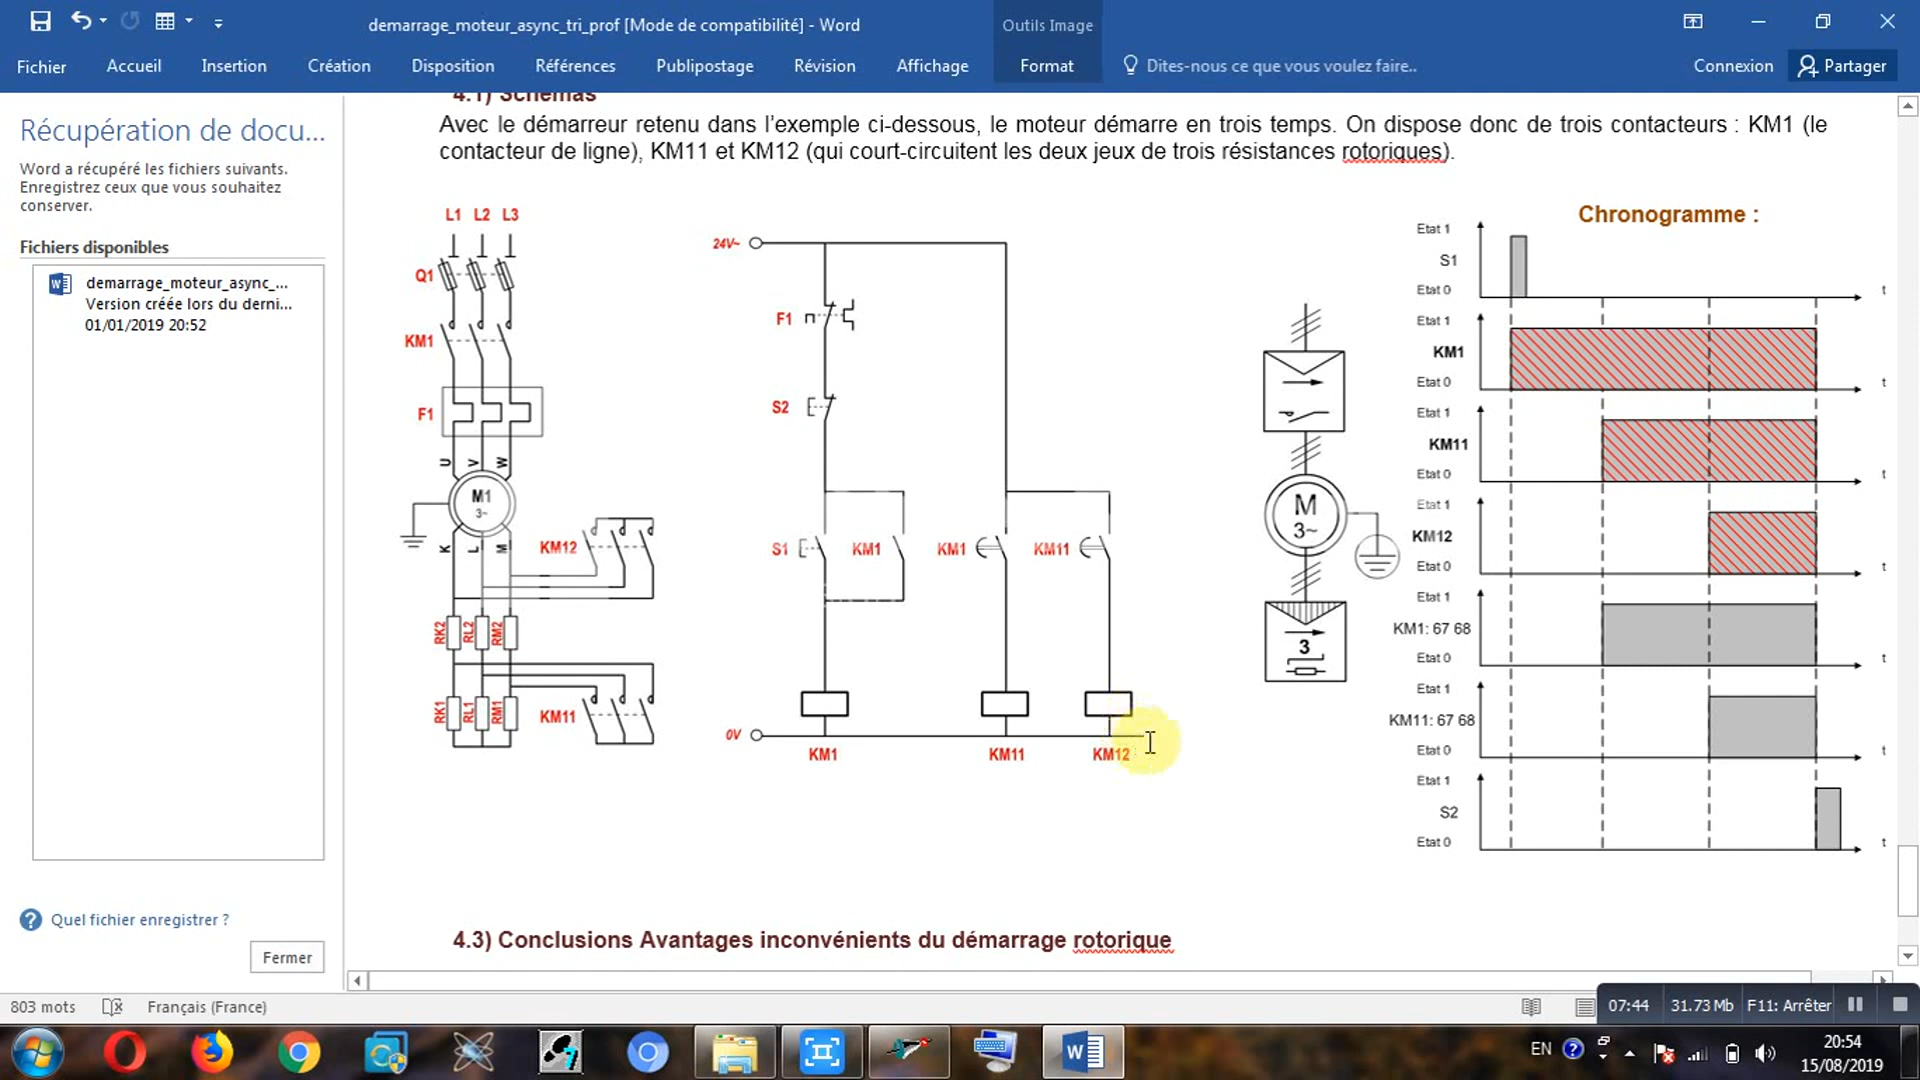 demarrage_moteur_async_tri_prof [Mode de compatibilité] - Word
Outils Image
Fichier Accueil Insertion Création Disposition Références Publipostage Révision Affichage Format Dites-nous ce que vous voulez faire.. Connexion Partager
Récupération de docu...
Word a récupéré les fichiers suivants.
Enregistrez ceux que vous souhaitez
conserver.
Fichiers disponibles
demarrage_moteur_async_...
Version créée lors du derni...
01/01/2019 20:52
Quel fichier enregistrer ?
Fermer
4.1) Schémas
Avec le démarreur retenu dans l'exemple ci-dessous, le moteur démarre en trois temps. On dispose donc de trois contacteurs : KM1 (le
contacteur de ligne), KM11 et KM12 (qui court-circuitent les deux jeux de trois résistances rotoriques).
L1 L2 L3
Q1
KM1
F1
U V W
M1
3~
K L M
KM12
RK2 RL2 RM2
RK1 RL1 RM1
KM11
24V~
F1
S2
S1 KM1 KM1 KM11
0V
KM1 KM11 KM12
M
3~
3
Chronogramme :
Etat 1
S1
Etat 0 t
Etat 1
KM1
Etat 0 t
Etat 1
KM11
Etat 0 t
Etat 1
KM12
Etat 0 t
Etat 1
KM1: 67 68
Etat 0 t
Etat 1
KM11: 67 68
Etat 0 t
Etat 1
S2
Etat 0 t
4.3) Conclusions Avantages inconvénients du démarrage rotorique
803 mots Français (France)
07:44 31.73 Mb F11: Arrêter
EN
20:54
15/08/2019